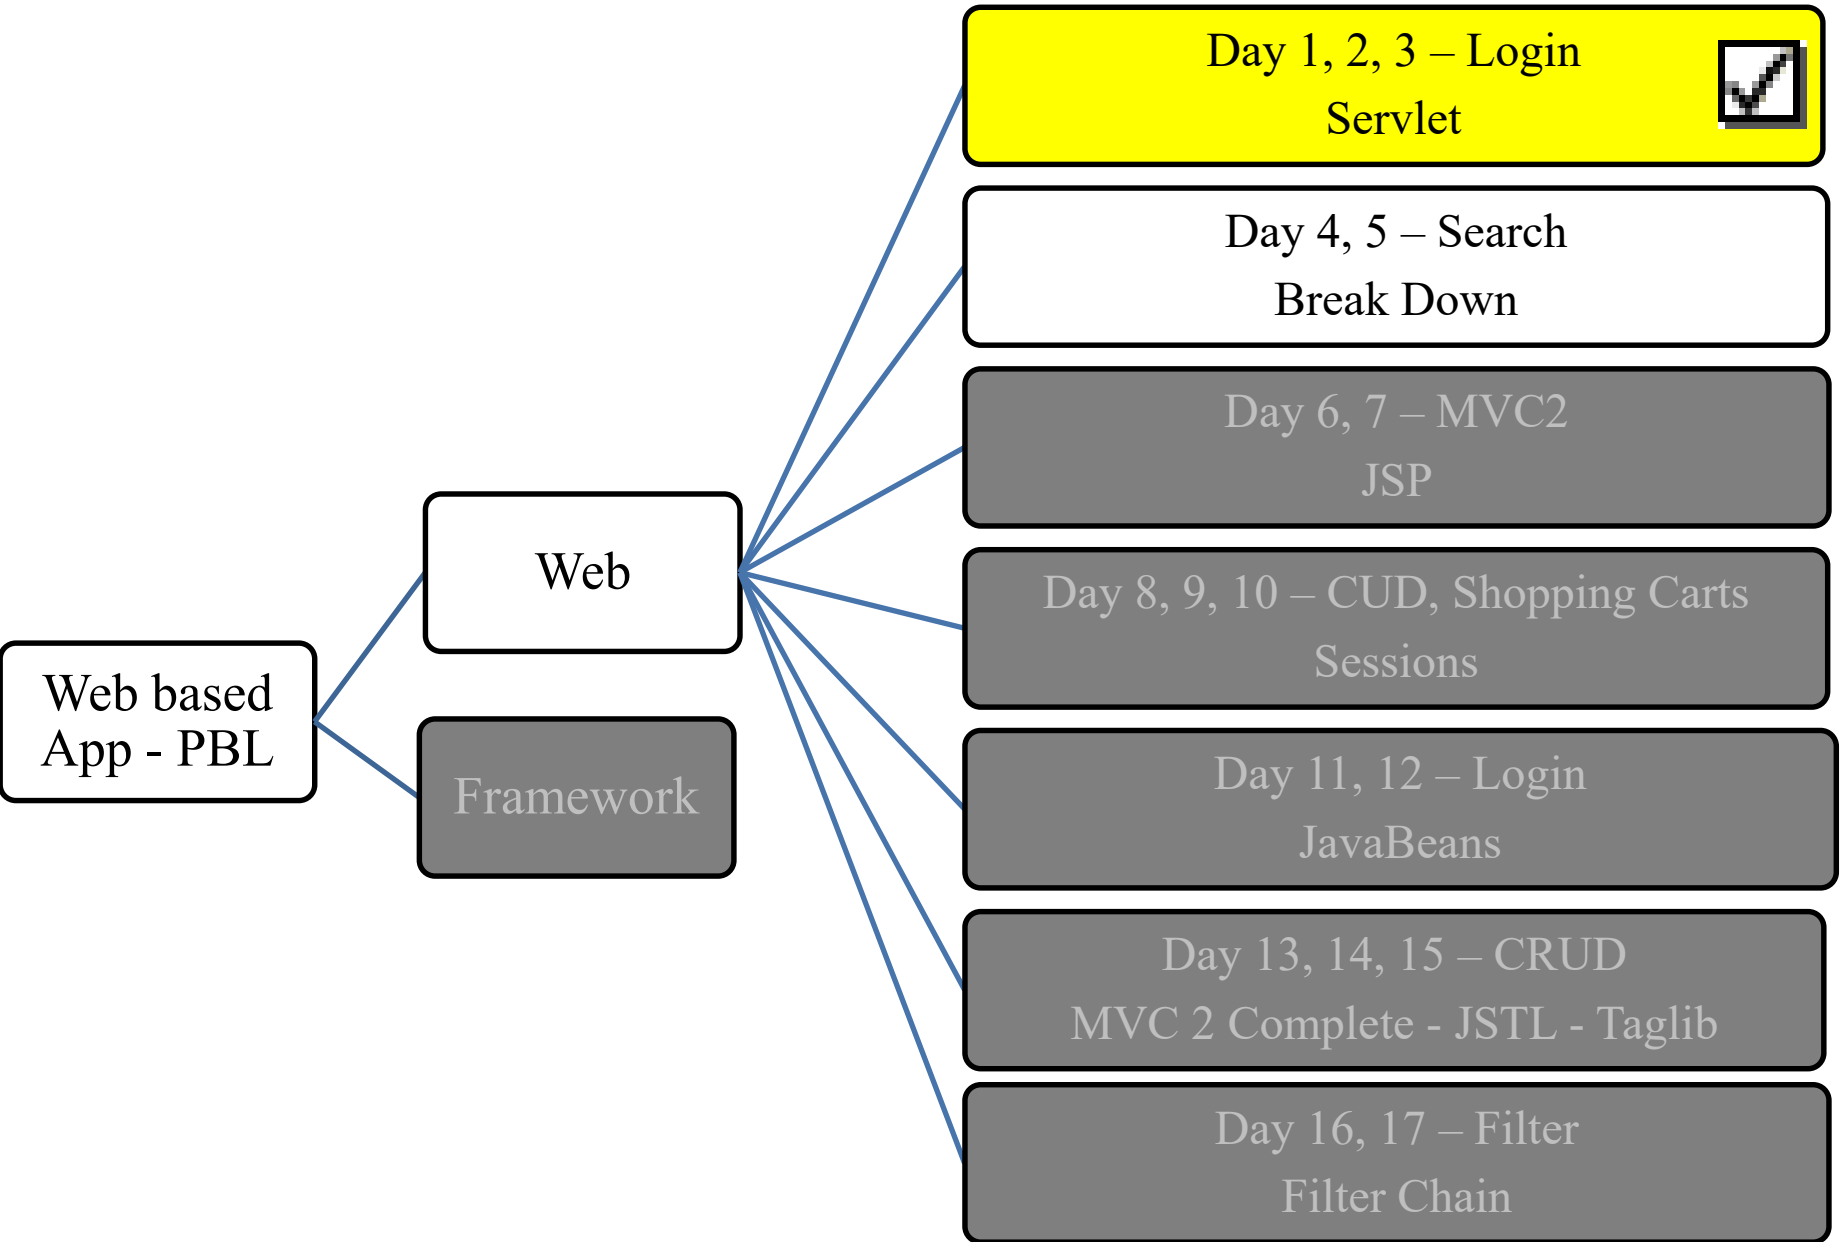 Day 1, 2, 3 – Login
Servlet
Day 4, 5 – Search
Break Down
Day 6, 7 – MVC2
JSP
Web
Day 8, 9, 10 – CUD, Shopping Carts
Sessions
Web based
App - PBL
Framework
Day 11, 12 – Login
JavaBeans
Day 13, 14, 15 – CRUD
MVC 2 Complete - JSTL - Taglib
Day 16, 17 – Filter
Filter Chain